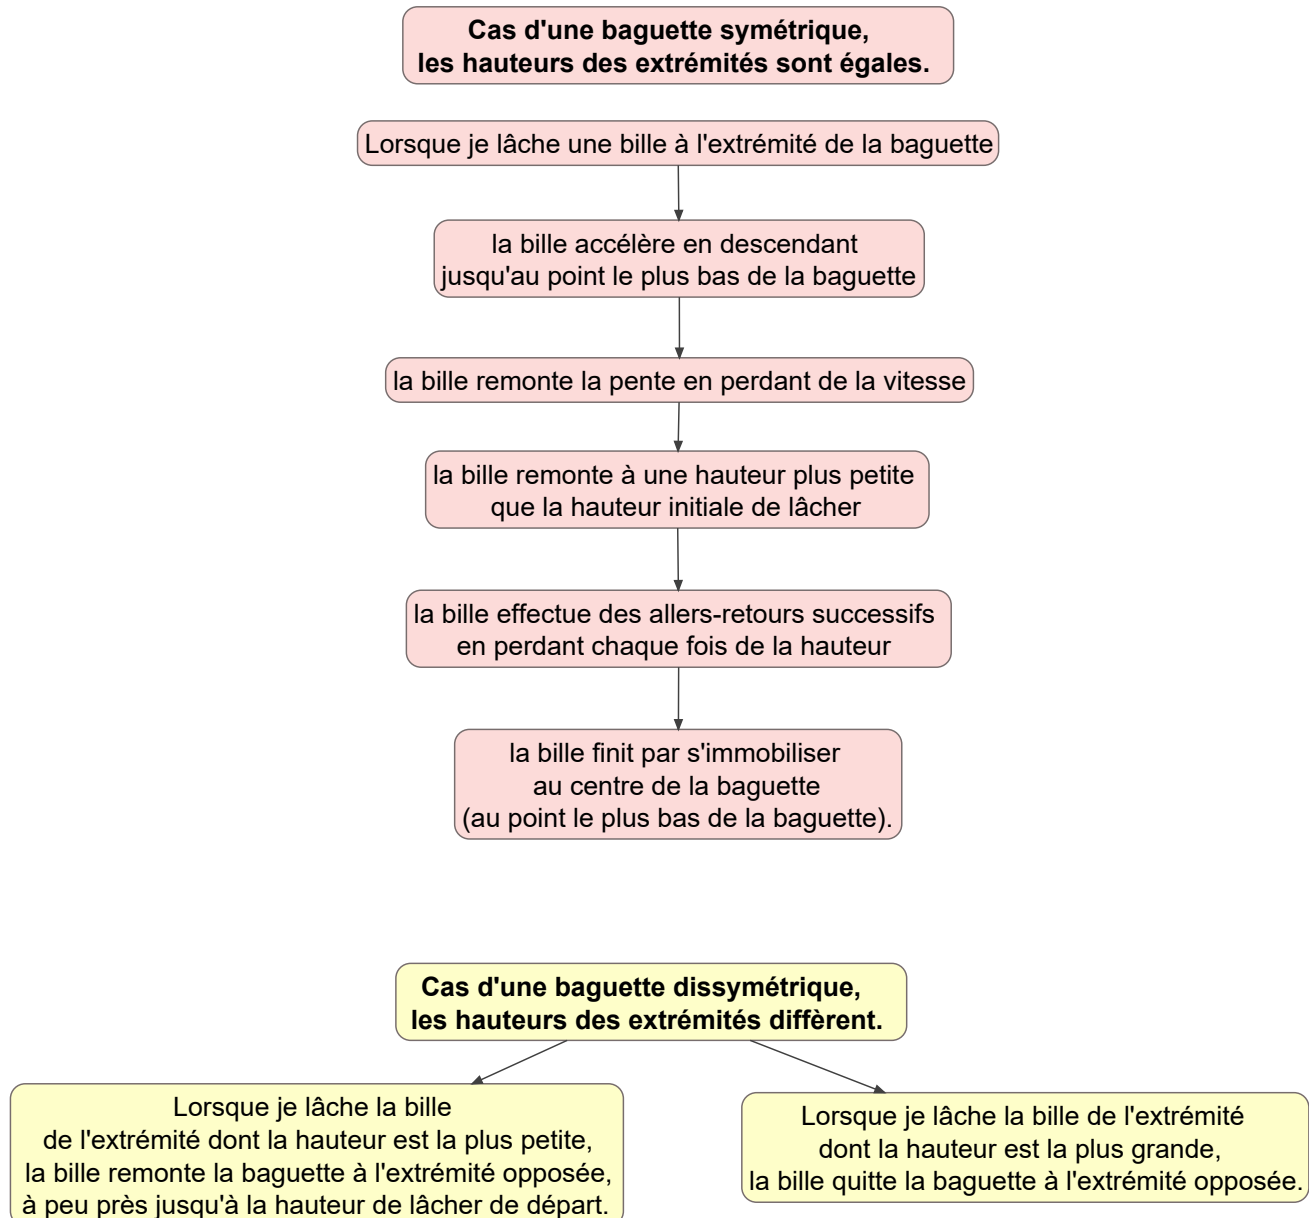 Cas d'une baguette symétrique,
les hauteurs des extrémités sont égales.
Lorsque je lâche une bille à l'extrémité de la baguette
la bille accélère en descendant
jusqu'au point le plus bas de la baguette
la bille remonte la pente en perdant de la vitesse
la bille remonte à une hauteur plus petite
que la hauteur initiale de lâcher
la bille effectue des allers-retours successifs
en perdant chaque fois de la hauteur
la bille finit par s'immobiliser
au centre de la baguette
(au point le plus bas de la baguette).
Cas d'une baguette dissymétrique,
les hauteurs des extrémités diffèrent.
Lorsque je lâche la bille
de l'extrémité dont la hauteur est la plus petite,
la bille remonte la baguette à l'extrémité opposée,
à peu près jusqu'à la hauteur de lâcher de départ.
Lorsque je lâche la bille de l'extrémité
dont la hauteur est la plus grande,
la bille quitte la baguette à l'extrémité opposée.